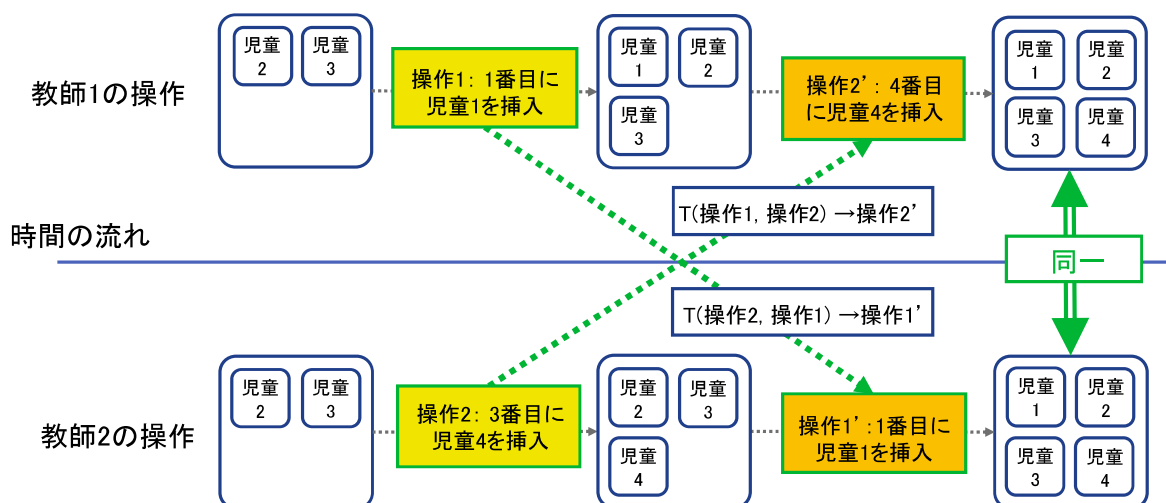 教師1の操作
児童
2
児童
3
操作1: 1番目に
児童1を挿入
児童
1
児童
2
児童
3
操作2’: 4番目
に児童4を挿入
児童
1
児童
2
児童
3
児童
4
T(操作1, 操作2) →操作2’
時間の流れ
同一
T(操作2, 操作1) →操作1’
教師2の操作
児童
2
児童
3
操作2: 3番目に
児童4を挿入
児童
2
児童
3
児童
4
操作1’:1番目に
児童1を挿入
児童
1
児童
2
児童
3
児童
4